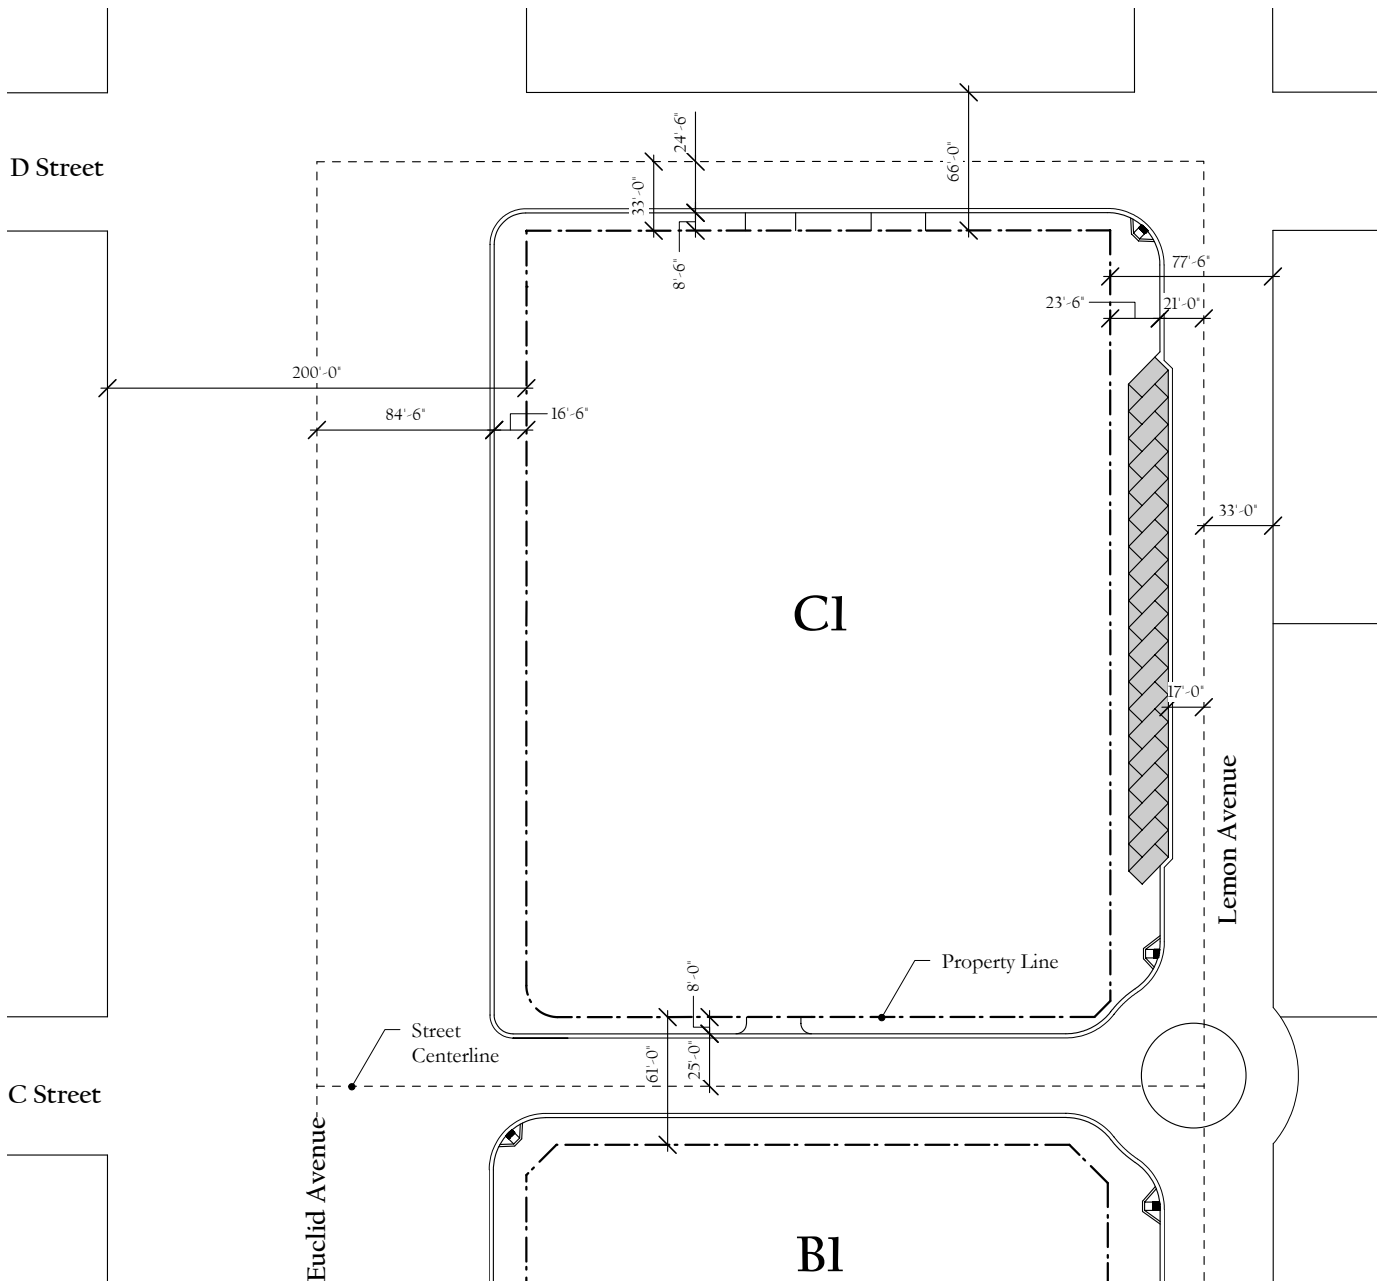 24'-6"
D Street
66'-0"
33'-0"
8'-6"
77'-6"
23'-6"
21'-0"
200'-0"
84'-6"
16'-6"
33'-0"
C1
17'-0"
Lemon Avenue
Property Line
8'-0"
Street
Centerline
61'-0"
25'-0"
C Street
Euclid Avenue
B1